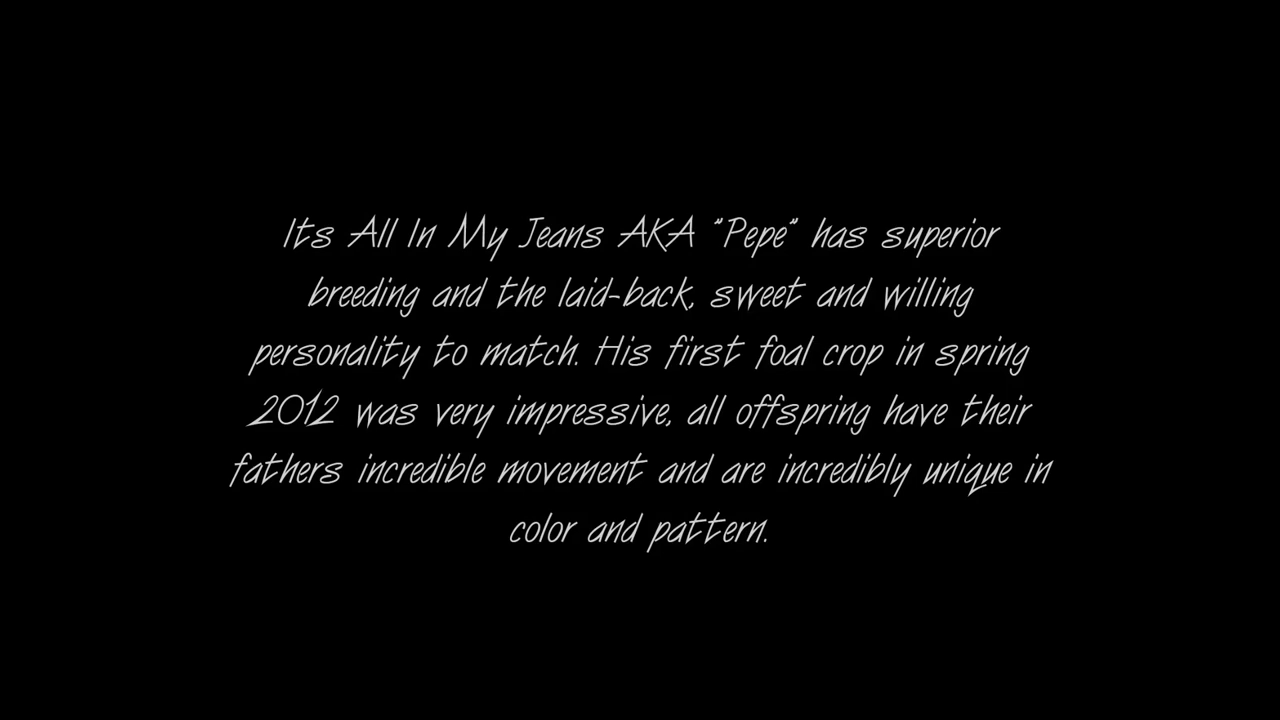 Its All In My Jeans AKA "Pepe" has superior
breeding and the laid-back, sweet and willing
personality to match. His first foal crop in spring
2012 was very impressive, all offspring have their
fathers incredible movement and are incredibly unique in
color and pattern.